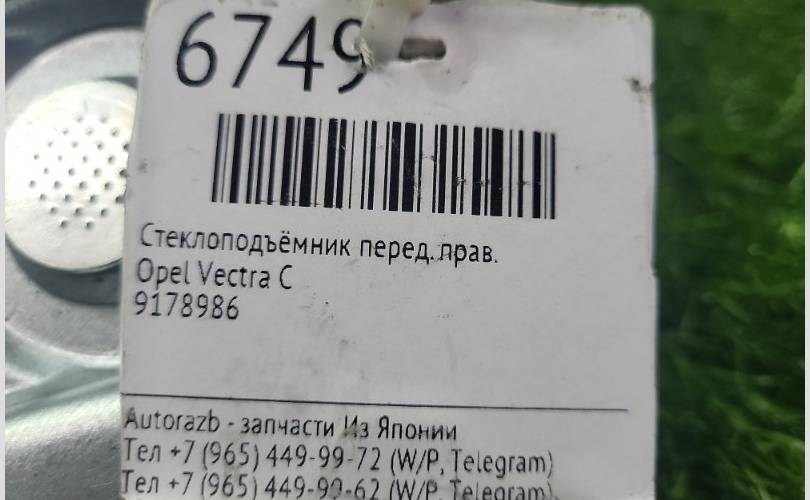 6749
Стеклоподъёмник перед. прав.
Opel Vectra C
9178986
Autorazb - запчасти Из Японии
Тел +7 (965) 449-99-72 (W/P, Telegram)
Тел +7 (965) 449-90-62 (W/P, Telegram)